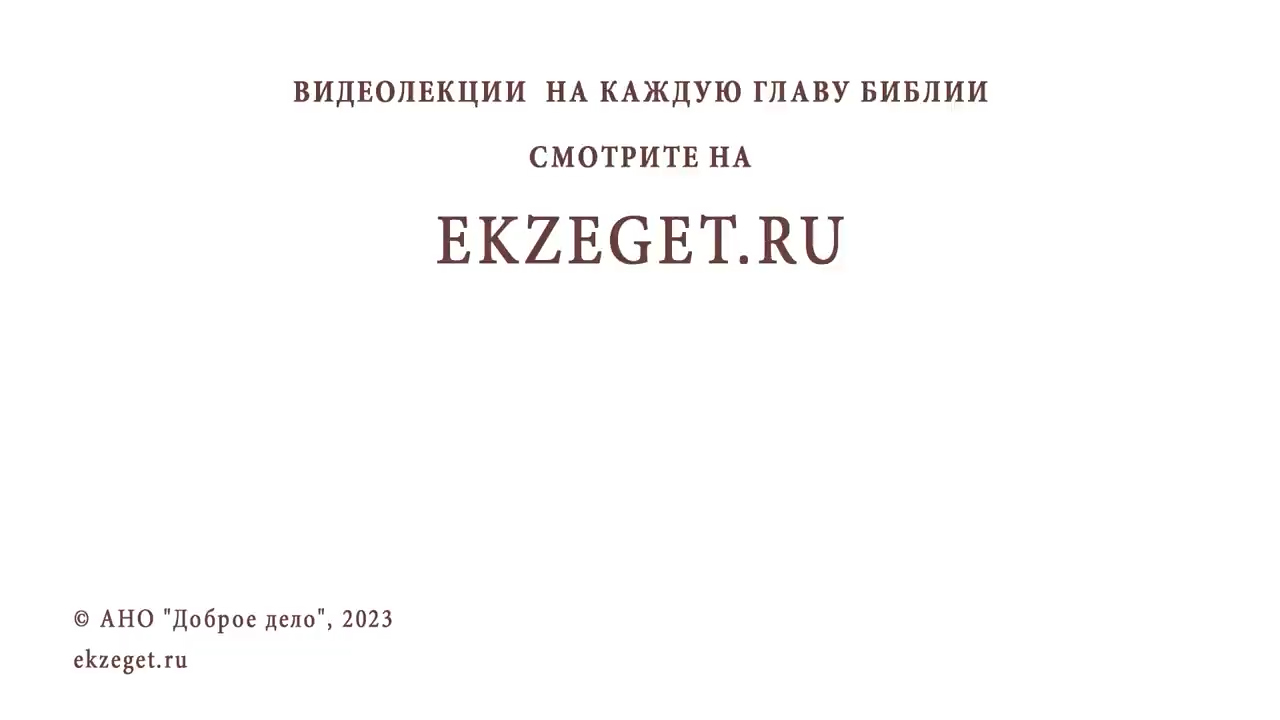 ВИДЕОЛЕКЦИИ НА КАЖДУЮ ГЛАВУ БИБЛИИ
СМОТРИТЕ НА
EKZEGET.RU
© АНО "Доброе дело", 2023
ekzeget.ru